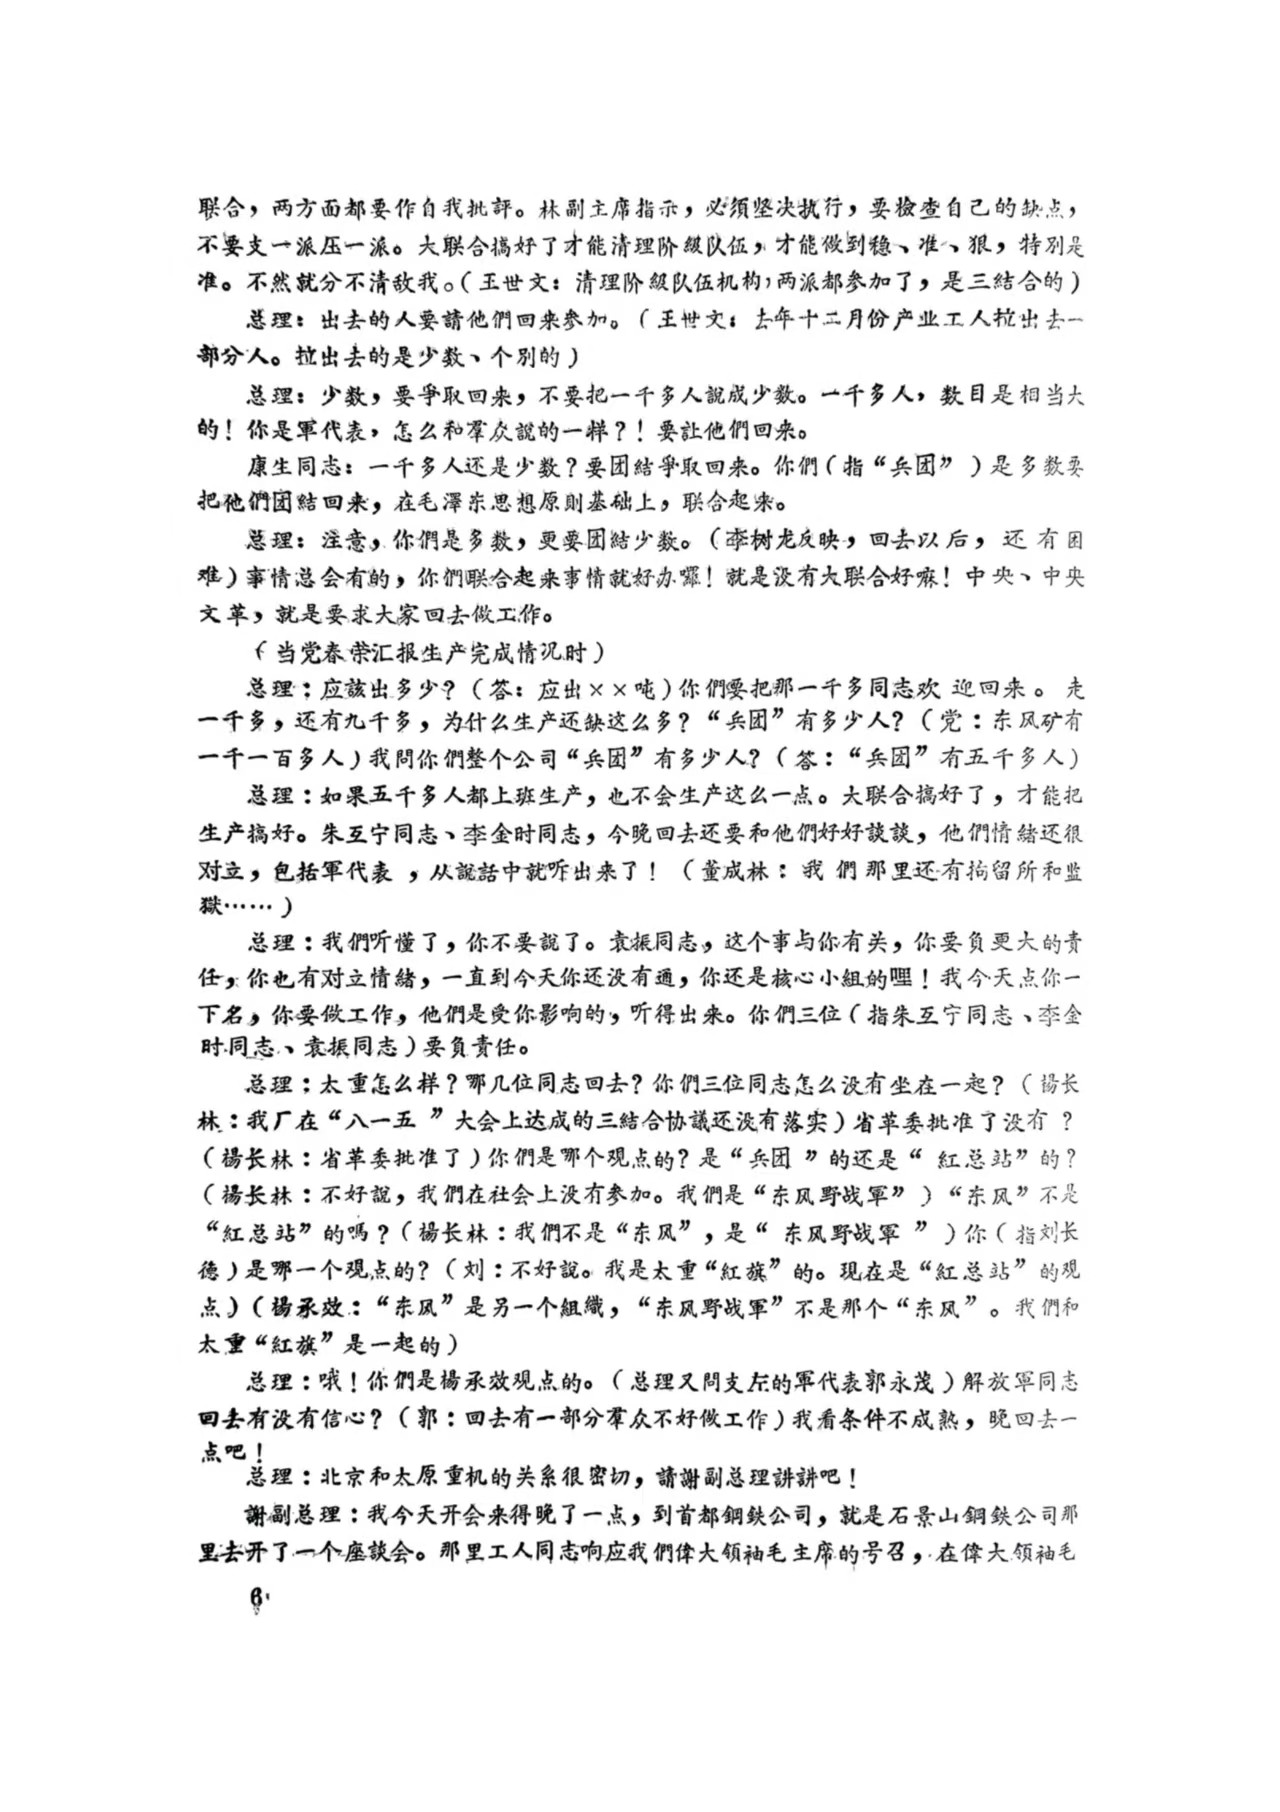 联合，两方面都要作自我批評。林副主席指示，必須坚决执行，要檢查自己的缺点，
不要支一派压一派。大联合搞好了才能清理阶級队伍，才能做到稳、准、狠，特别是
准。不然就分不清敌我。（王世文：清理阶級队伍机构，两派都参加了，是三結合的）
总理：出去的人要請他們回来参加。（王世文：去年十二月份产业工人拉出去一
部分人。拉出去的是少数、个别的）
总理：少数，要爭取回来，不要把一千多人說成少数。一千多人，数目是相当大
的！你是軍代表，怎么和羣众說的一样？！要让他們回来。
康生同志：一千多人还是少数？要团結爭取回来。你們（指“兵团”）是多数要
把他們团結回来，在毛澤东思想原則基础上，联合起来。
总理：注意，你們是多数，更要团結少数。（李树龙反映，回去以后，还有困
难）事情总会有的，你們联合起来事情就好办囉！就是没有大联合好嘛！中央、中央
文革，就是要求大家回去做工作。
（当党春荣汇报生产完成情况时）
总理：应該出多少？（答：应出××吨）你們要把那一千多同志欢迎回来。走
一千多，还有九千多，为什么生产还缺这么多？“兵团”有多少人？（党：东风矿有
一千一百多人）我問你們整个公司“兵团”有多少人？（答：“兵团”有五千多人）
总理：如果五千多人都上班生产，也不会生产这么一点。大联合搞好了，才能把
生产搞好。朱互宁同志、李金时同志，今晚回去还要和他們好好談談，他們情緒还很
对立，包括軍代表，从說話中就听出来了！（董成林：我們那里还有拘留所和监
獄……）
总理：我們听懂了，你不要說了。袁振同志，这个事与你有关，你要負更大的责
任，你也有对立情緒，一直到今天你还没有通，你还是核心小組的哩！我今天点你一
下名，你要做工作，他們是受你影响的，听得出来。你們三位（指朱互宁同志、李金
时同志、袁振同志）要負责任。
总理：太重怎么样？哪几位同志回去？你們三位同志怎么没有坐在一起？（楊长
林：我厂在“八一五”大会上达成的三結合协議还没有落实）省革委批准了没有？
（楊长林：省革委批准了）你們是哪个观点的？是“兵团”的还是“紅总站”的？
（楊长林：不好說，我們在社会上没有参加。我們是“东风野战軍”）“东风”不是
“紅总站”的嗎？（楊长林：我們不是“东风”，是“东风野战軍”）你（指刘长
德）是哪一个观点的？（刘：不好說。我是太重“紅旗”的。現在是“紅总站”的观
点）（楊承效：“东风”是另一个組織，“东风野战軍”不是那个“东风”。我們和
太重“紅旗”是一起的）
总理：哦！你們是楊承效观点的。（总理又問支左的軍代表郭永茂）解放軍同志
回去有没有信心？（郭：回去有一部分羣众不好做工作）我看条件不成熟，晚回去一
点吧！
总理：北京和太原重机的关系很密切，請謝副总理讲讲吧！
謝副总理：我今天开会来得晚了一点，到首都鋼鉄公司，就是石景山鋼鉄公司那
里去开了一个座談会。那里工人同志响应我們偉大領袖毛主席的号召，在偉大領袖毛
6